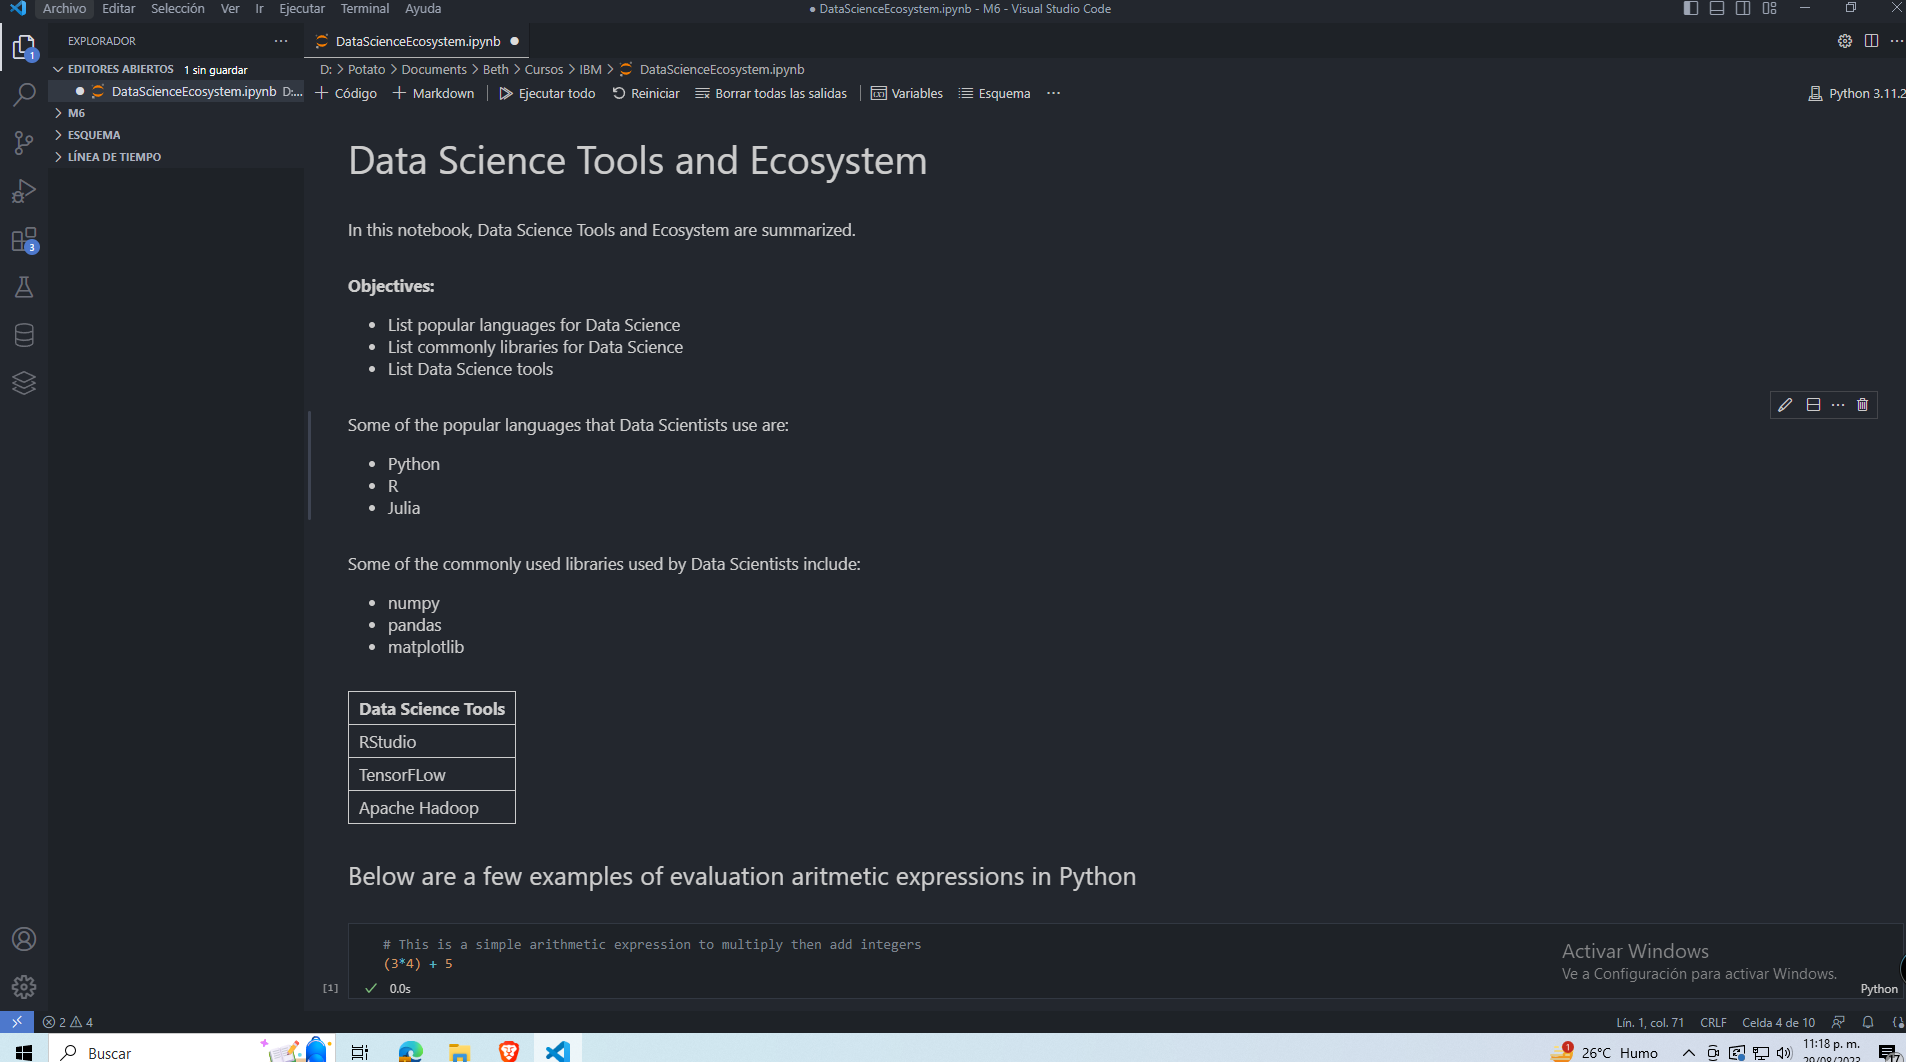 Archivo Editar Selección Ver Ir Ejecutar Terminal Ayuda
● DataScienceEcosystem.ipynb - M6 - Visual Studio Code
EXPLORADOR
DataScienceEcosystem.ipynb
EDITORES ABIERTOS 1 sin guardar
D: > Potato > Documents > Beth > Cursos > IBM > DataScienceEcosystem.ipynb
1
DataScienceEcosystem.ipynb D:...
Código Markdown Ejecutar todo Reiniciar Borrar todas las salidas Variables Esquema
Python 3.11.2
M6
ESQUEMA
LÍNEA DE TIEMPO
3
Data Science Tools and Ecosystem
In this notebook, Data Science Tools and Ecosystem are summarized.
Objectives:
• List popular languages for Data Science
• List commonly libraries for Data Science
• List Data Science tools
Some of the popular languages that Data Scientists use are:
• Python
• R
• Julia
Some of the commonly used libraries used by Data Scientists include:
• numpy
• pandas
• matplotlib
Data Science Tools
RStudio
TensorFLow
Apache Hadoop
Below are a few examples of evaluation aritmetic expressions in Python
# This is a simple arithmetic expression to multiply then add integers
(3*4) + 5
[1] 0.0s
Python
Activar Windows
Ve a Configuración para activar Windows.
2 4
Lín. 1, col. 71 CRLF Celda 4 de 10
Buscar
1
26°C Humo
11:18 p. m.
29/08/2023
17